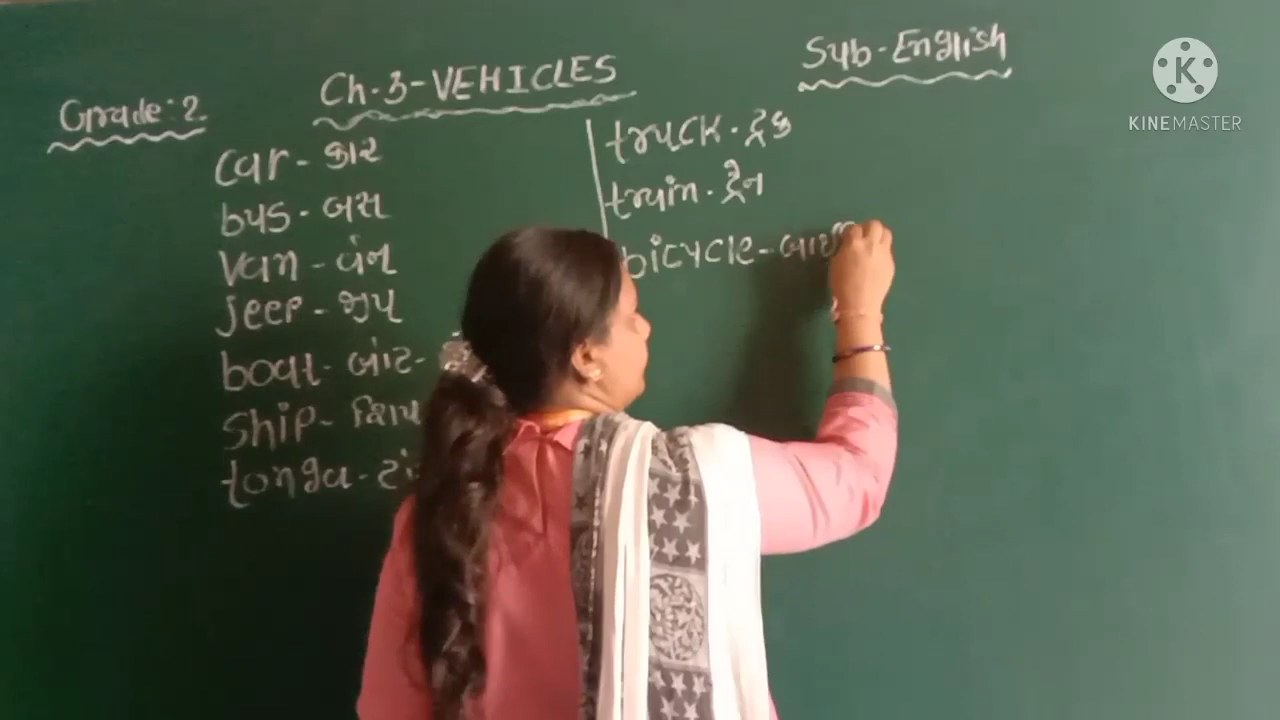 Grade: 2.
Ch.3-VEHICLES
Sub-English
car - કાર
bus - બસ
van - વેન
jeep - જીપ
boat - બોટ -
ship - શિપ
tonga - ટાં
truck - ટ્રક
train - ટ્રેન
bicycle - બાઈ
KINEMASTER